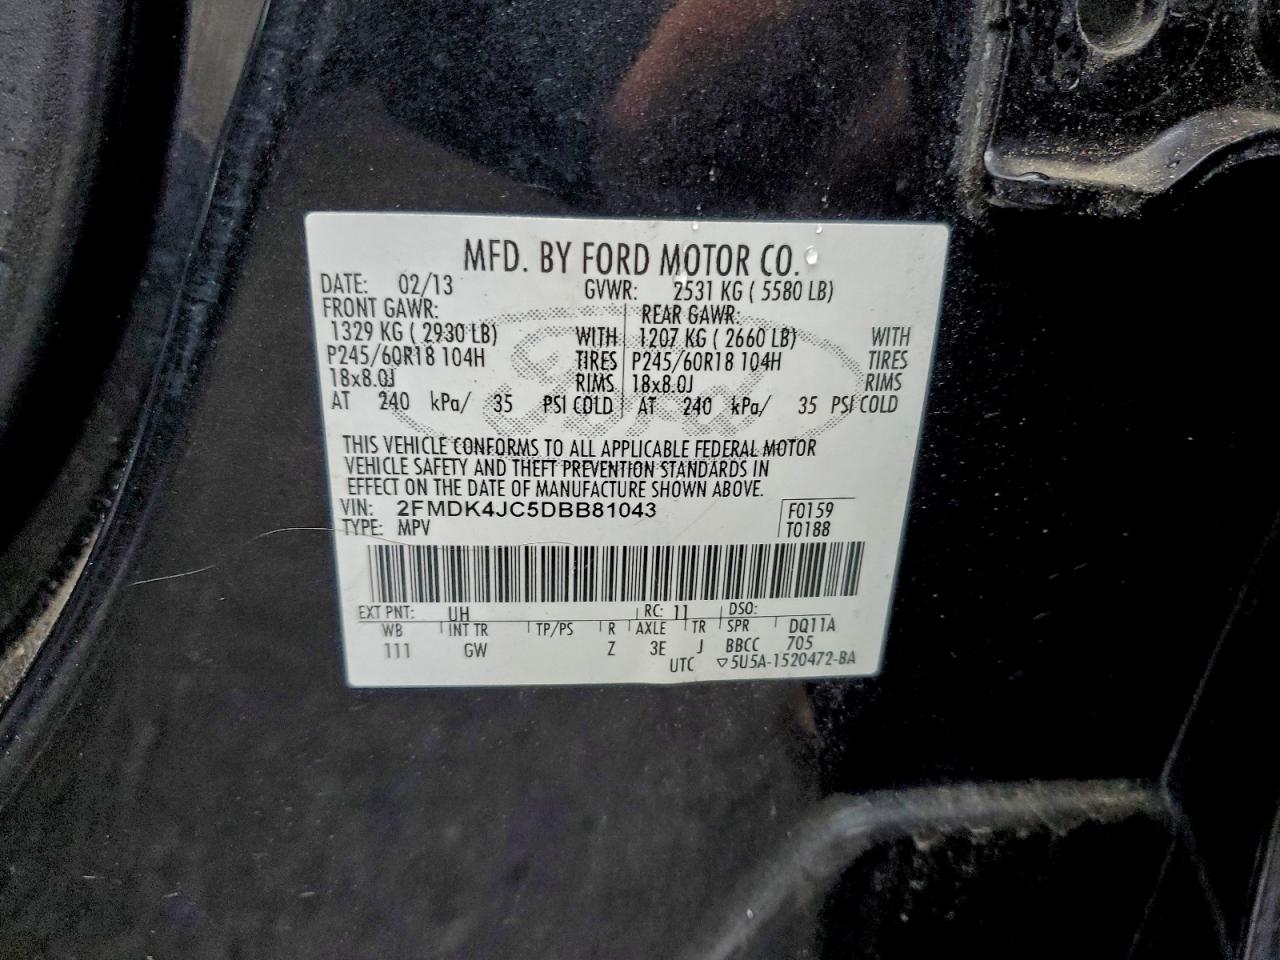 MFD. BY FORD MOTOR CO.
DATE: 02/13 GVWR: 2531 KG ( 5580 LB)
FRONT GAWR: REAR GAWR:
1329 KG ( 2930 LB) WITH 1207 KG ( 2660 LB) WITH
P245/60R18 104H TIRES P245/60R18 104H TIRES
18x8.0J RIMS 18x8.0J RIMS
AT 240 kPa/ 35 PSI COLD AT 240 kPa/ 35 PSI COLD
Ford
THIS VEHICLE CONFORMS TO ALL APPLICABLE FEDERAL MOTOR
VEHICLE SAFETY AND THEFT PREVENTION STANDARDS IN
EFFECT ON THE DATE OF MANUFACTURE SHOWN ABOVE.
VIN: 2FMDK4JC5DBB81043 F0159
TYPE: MPV T0188
EXT PNT: UH RC: 11 DSO:
WB INT TR TP/PS R AXLE TR SPR DQ11A
111 GW Z 3E J BBCC 705
UTC ▽5U5A-1520472-BA